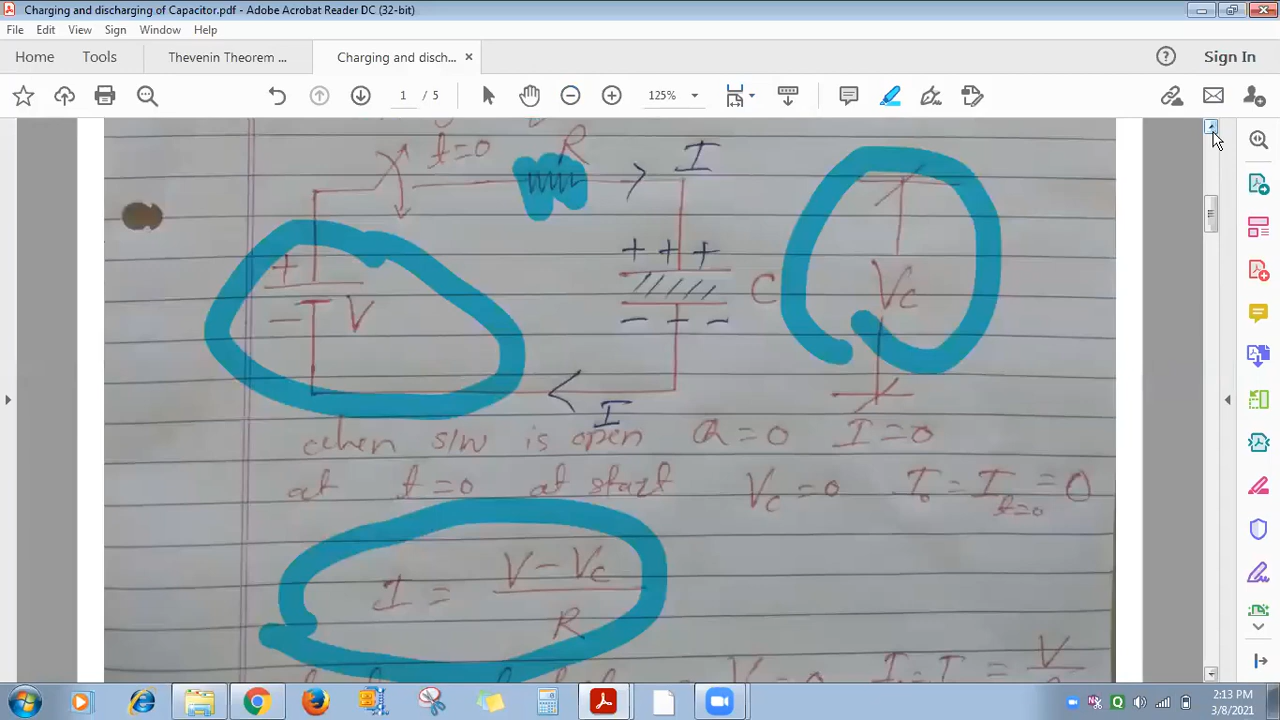 Charging and discharging of Capacitor.pdf - Adobe Acrobat Reader DC (32-bit)
File Edit View Sign Window Help
Home Tools Thevenin Theorem ... Charging and disch... × Sign In
1 / 5 125%
t=0 R I
+ + +
+ V C Vc
− − − −
I
when s/w is open Q = 0 I = 0
at t=0 at start Vc = 0 I₀ = I t=0 = 0
I = V − Vc
R
Vc = 0 V
2:13 PM
3/8/2021